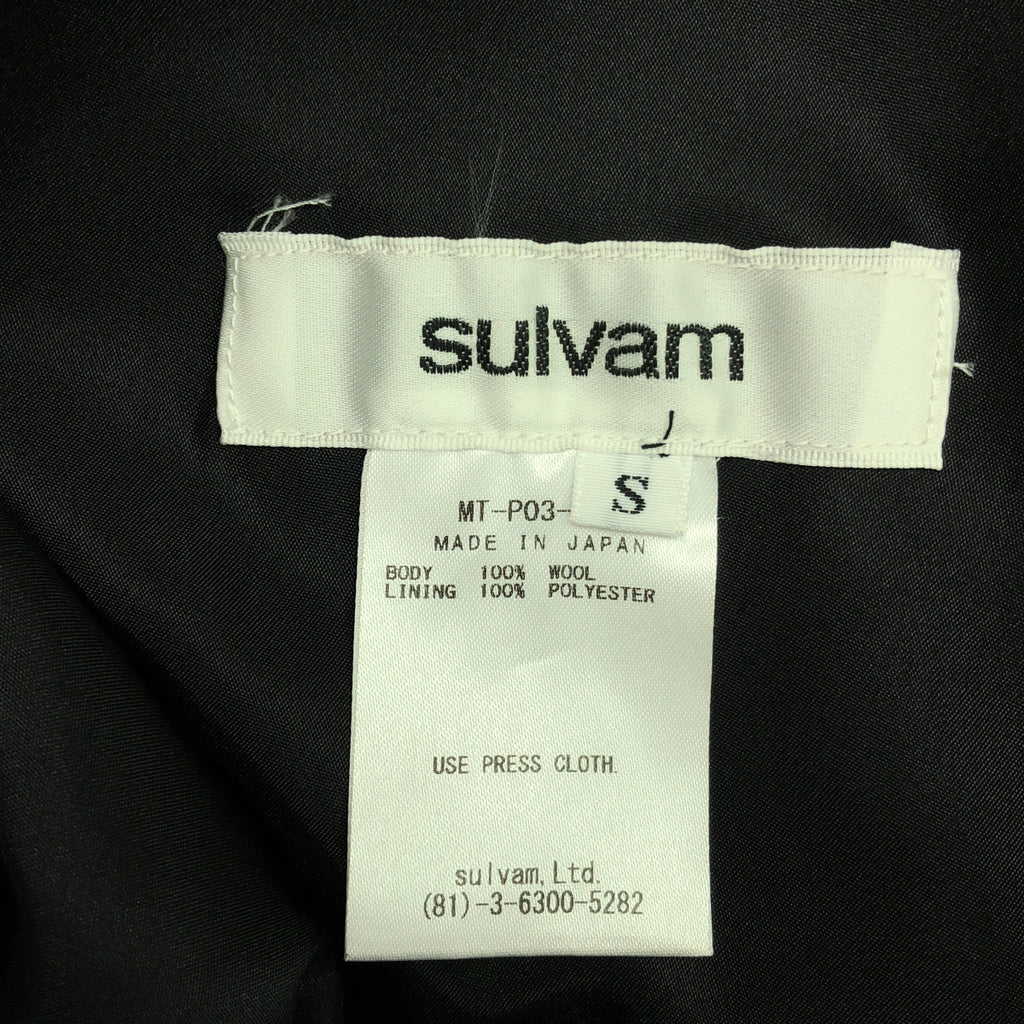 sulvam
S
MT-P03-
MADE IN JAPAN
BODY 100% WOOL
LINING 100% POLYESTER
USE PRESS CLOTH.
sulvam, Ltd.
(81)-3-6300-5282